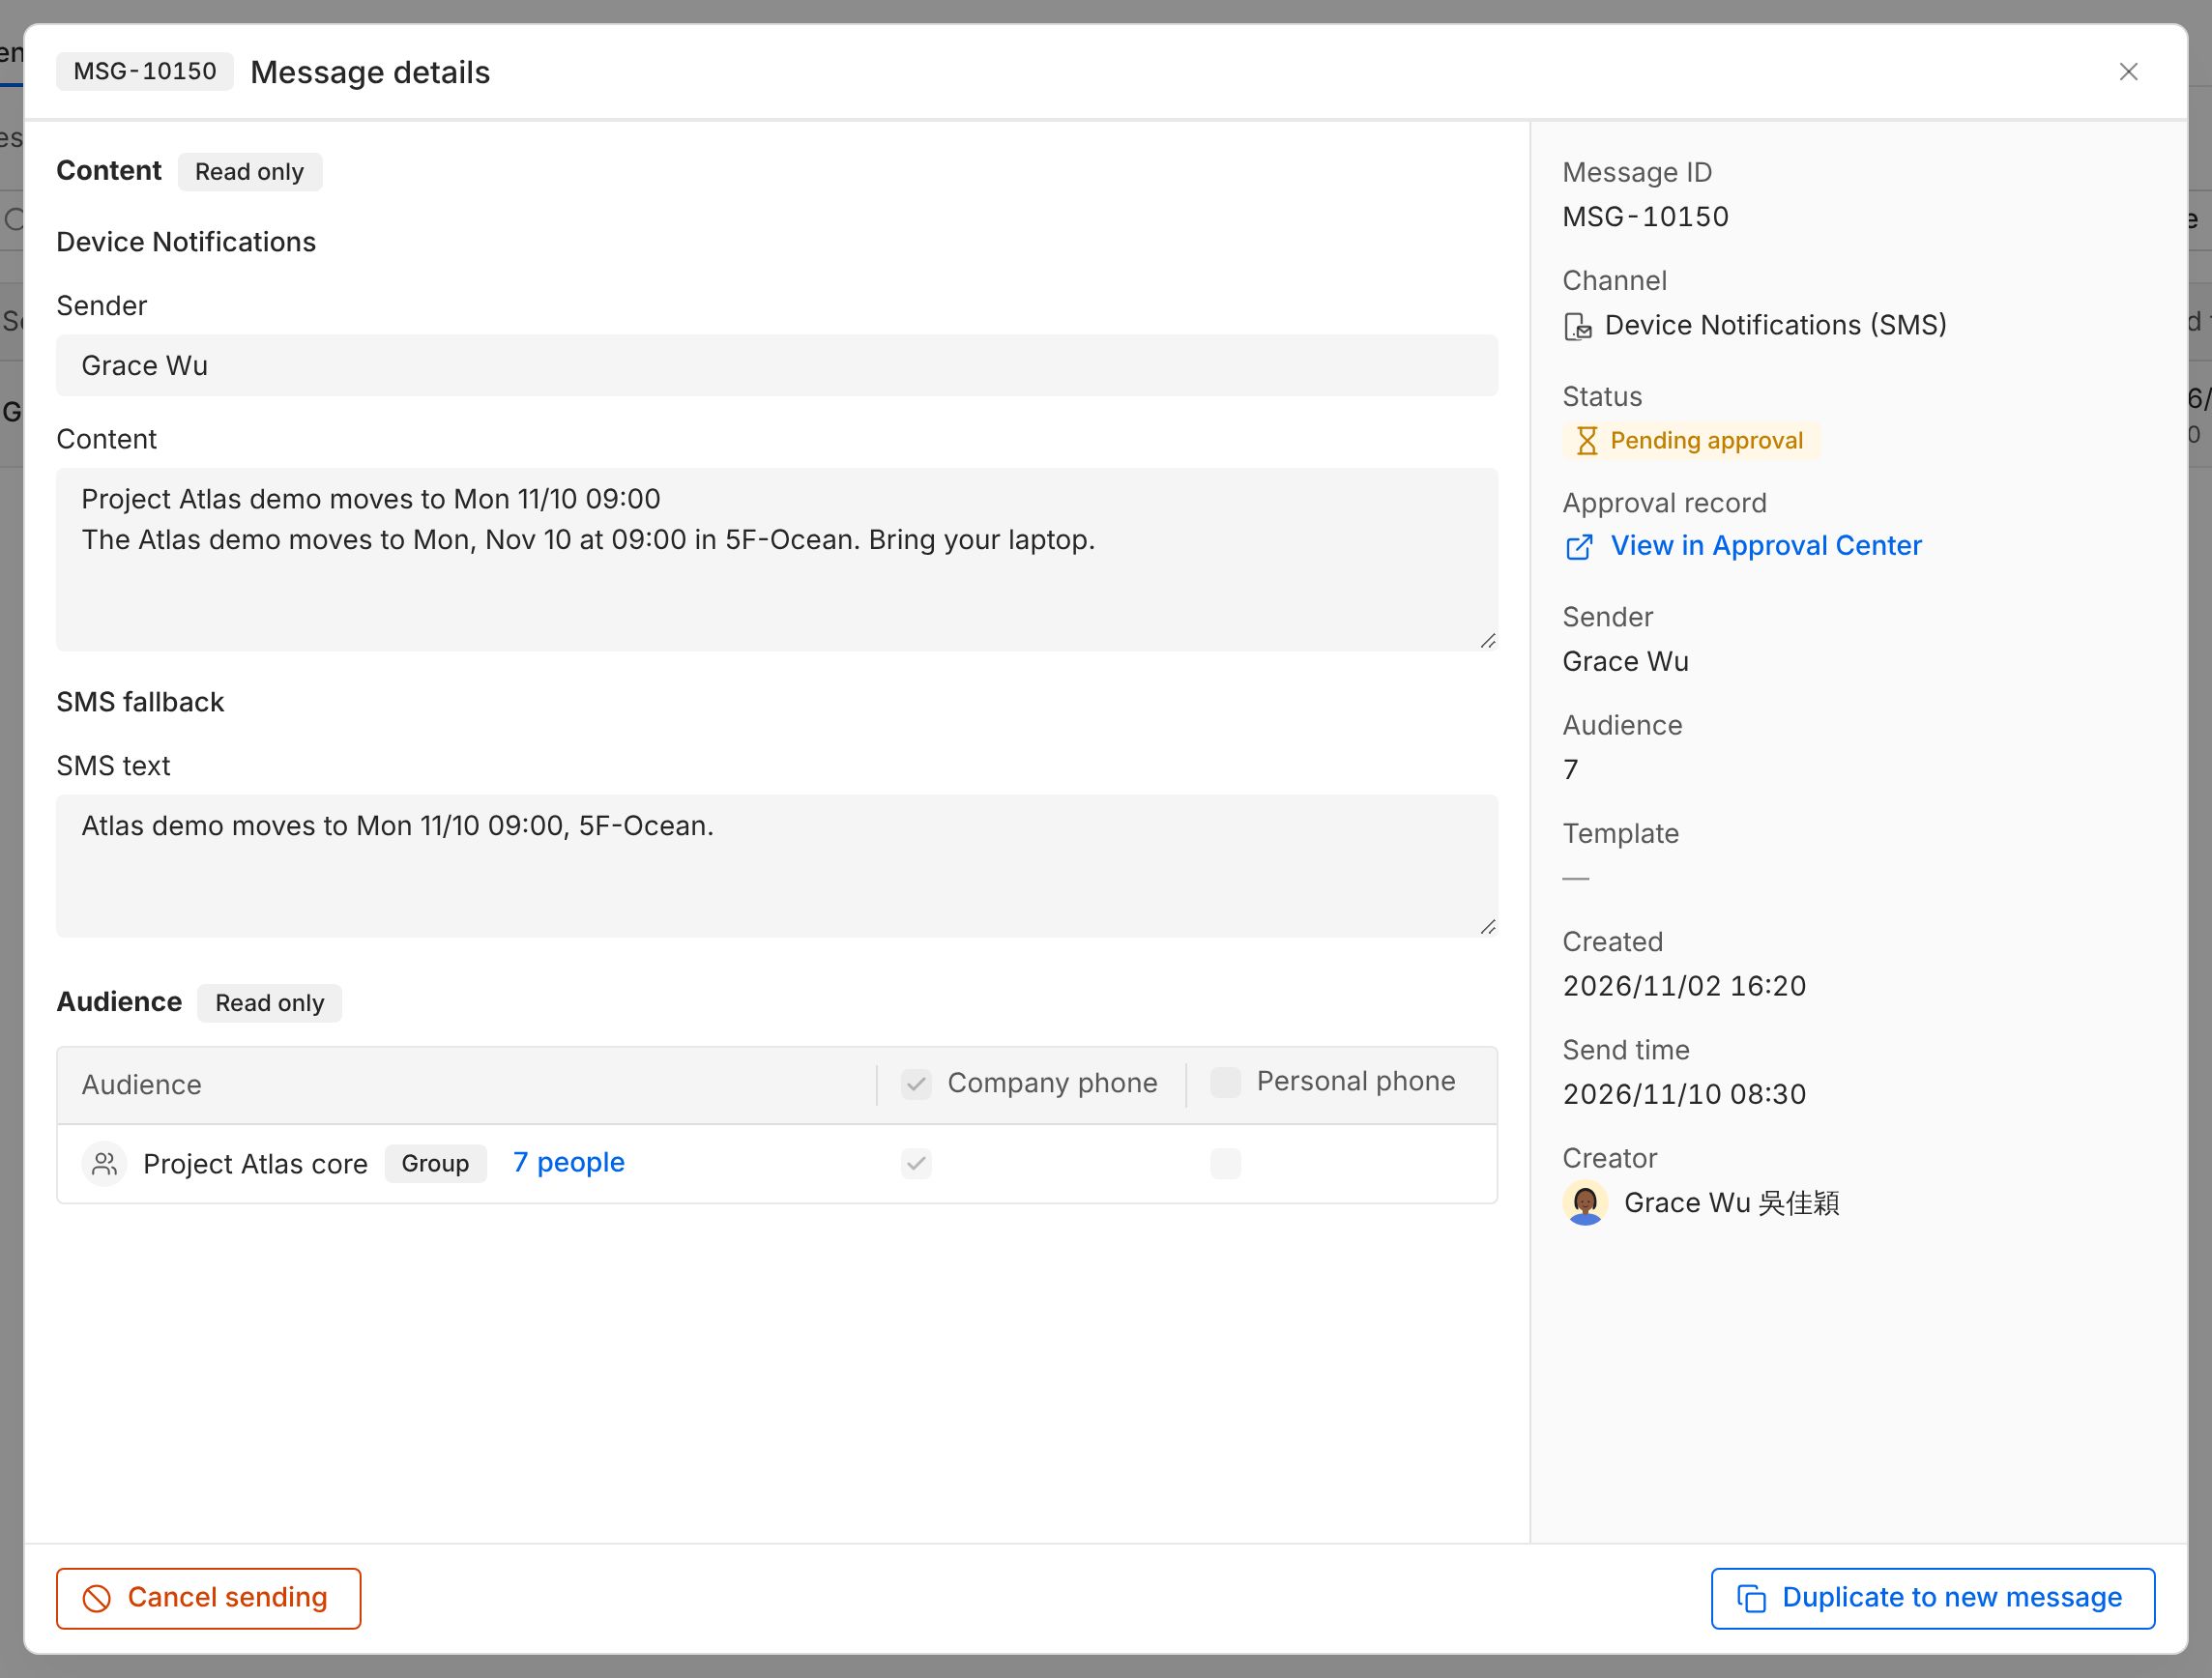 MSG-10150 Message details
Content Read only
Device Notifications
Sender
Grace Wu
Content
Project Atlas demo moves to Mon 11/10 09:00
The Atlas demo moves to Mon, Nov 10 at 09:00 in 5F-Ocean. Bring your laptop.
SMS fallback
SMS text
Atlas demo moves to Mon 11/10 09:00, 5F-Ocean.
Audience Read only
Audience Company phone Personal phone
Project Atlas core Group 7 people
Message ID
MSG-10150
Channel
Device Notifications (SMS)
Status
Pending approval
Approval record
View in Approval Center
Sender
Grace Wu
Audience
7
Template
—
Created
2026/11/02 16:20
Send time
2026/11/10 08:30
Creator
Grace Wu 吳佳穎
Cancel sending
Duplicate to new message